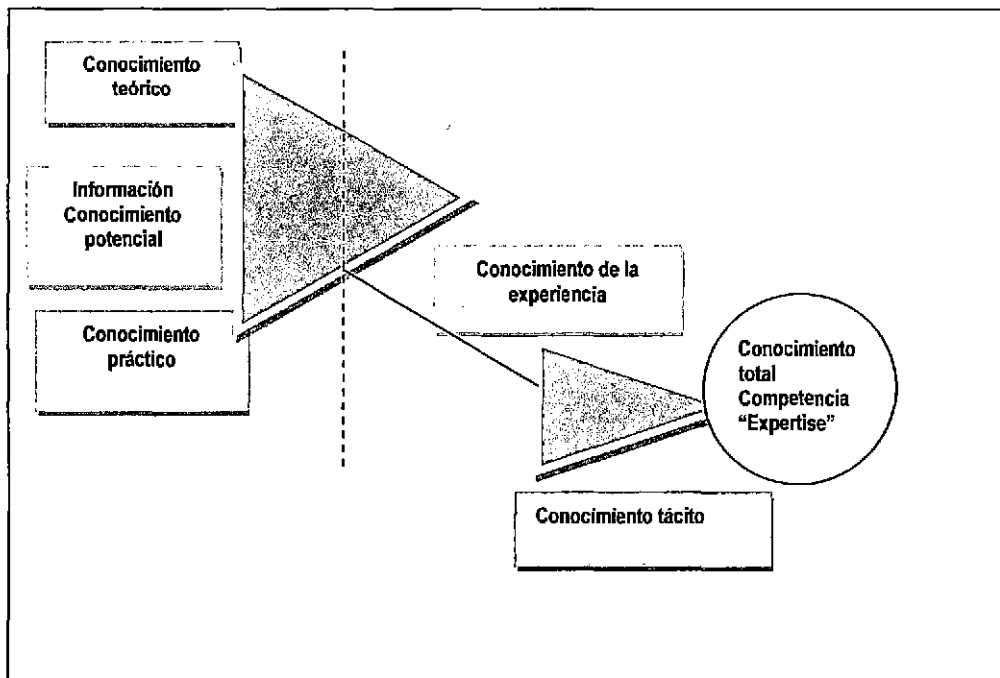 Conocimiento
teórico
Información
Conocimiento
potencial
Conocimiento
práctico
Conocimiento de la
experiencia
Conocimiento
total
Competencia
“Expertise”
Conocimiento tácito